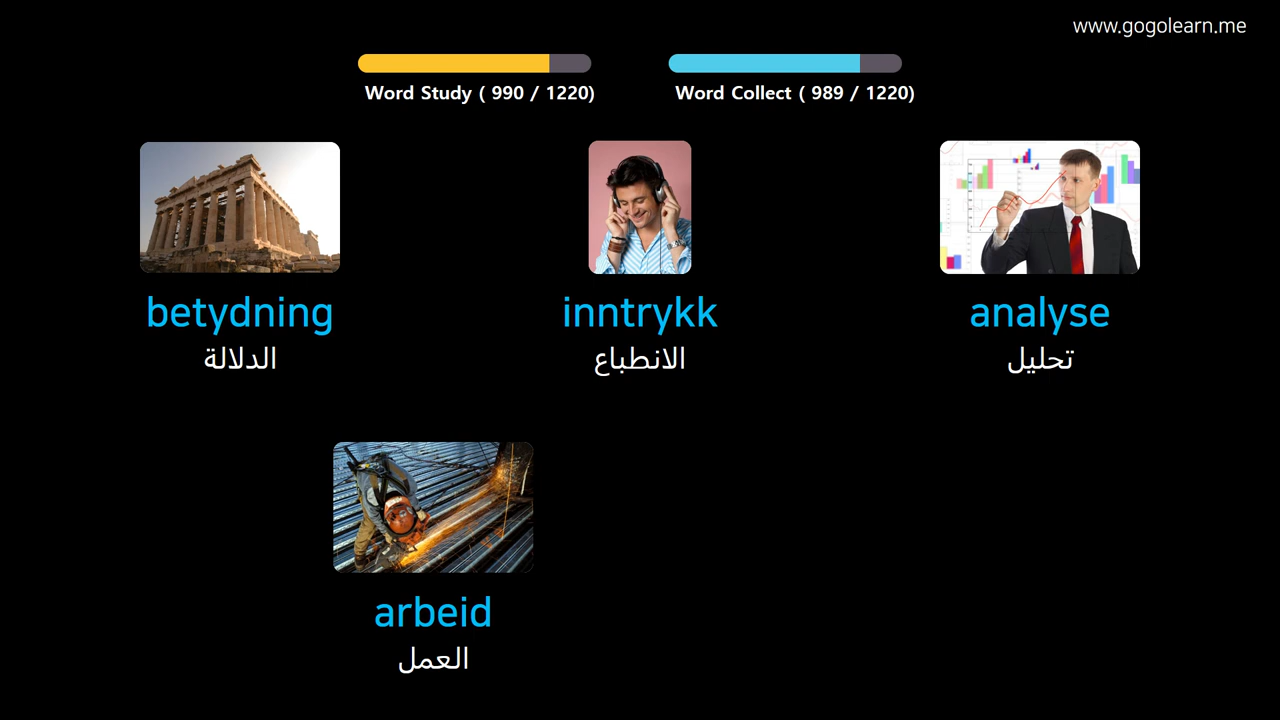 www.gogolearn.me
Word Study ( 990 / 1220)
Word Collect ( 989 / 1220)
betydning
الدلالة
inntrykk
الانطباع
analyse
تحليل
arbeid
العمل